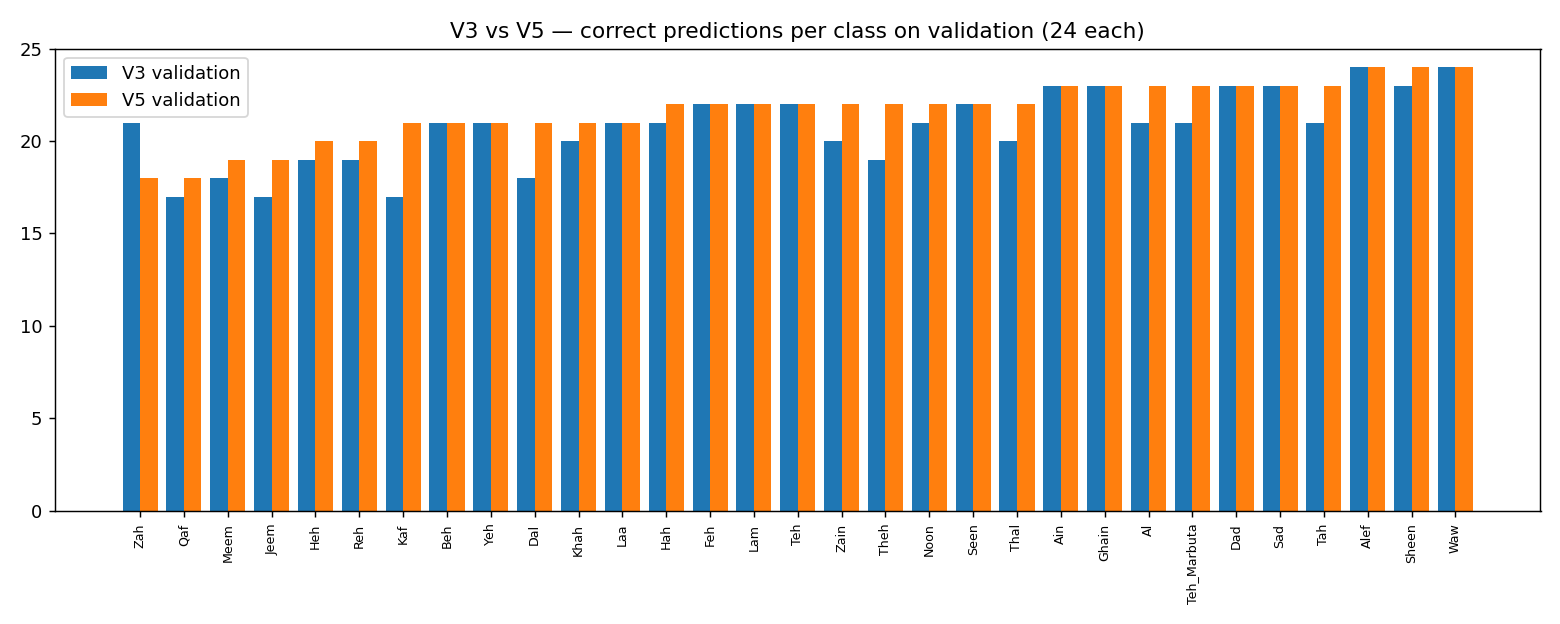 V3 vs V5 — correct predictions per class on validation (24 each)
V3 validation
V5 validation
25
20
15
10
5
0
Zah Qaf Meem Jeem Heh Reh Kaf Beh Yeh Dal Khah Laa Hah Feh Lam Teh Zain Theh Noon Seen Thal Ain Ghain Al Teh_Marbuta Dad Sad Tah Alef Sheen Waw